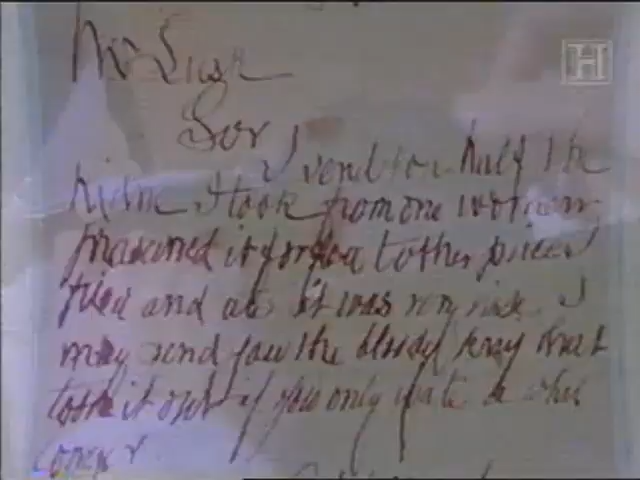 Mr Lusk
H
Sor
I send you half the
Kidne I took from one women
prasarved it for you tother piece I
fried and ate it was very nise I
may send you the bloody knif that
took it out if you only wate a whil
longer